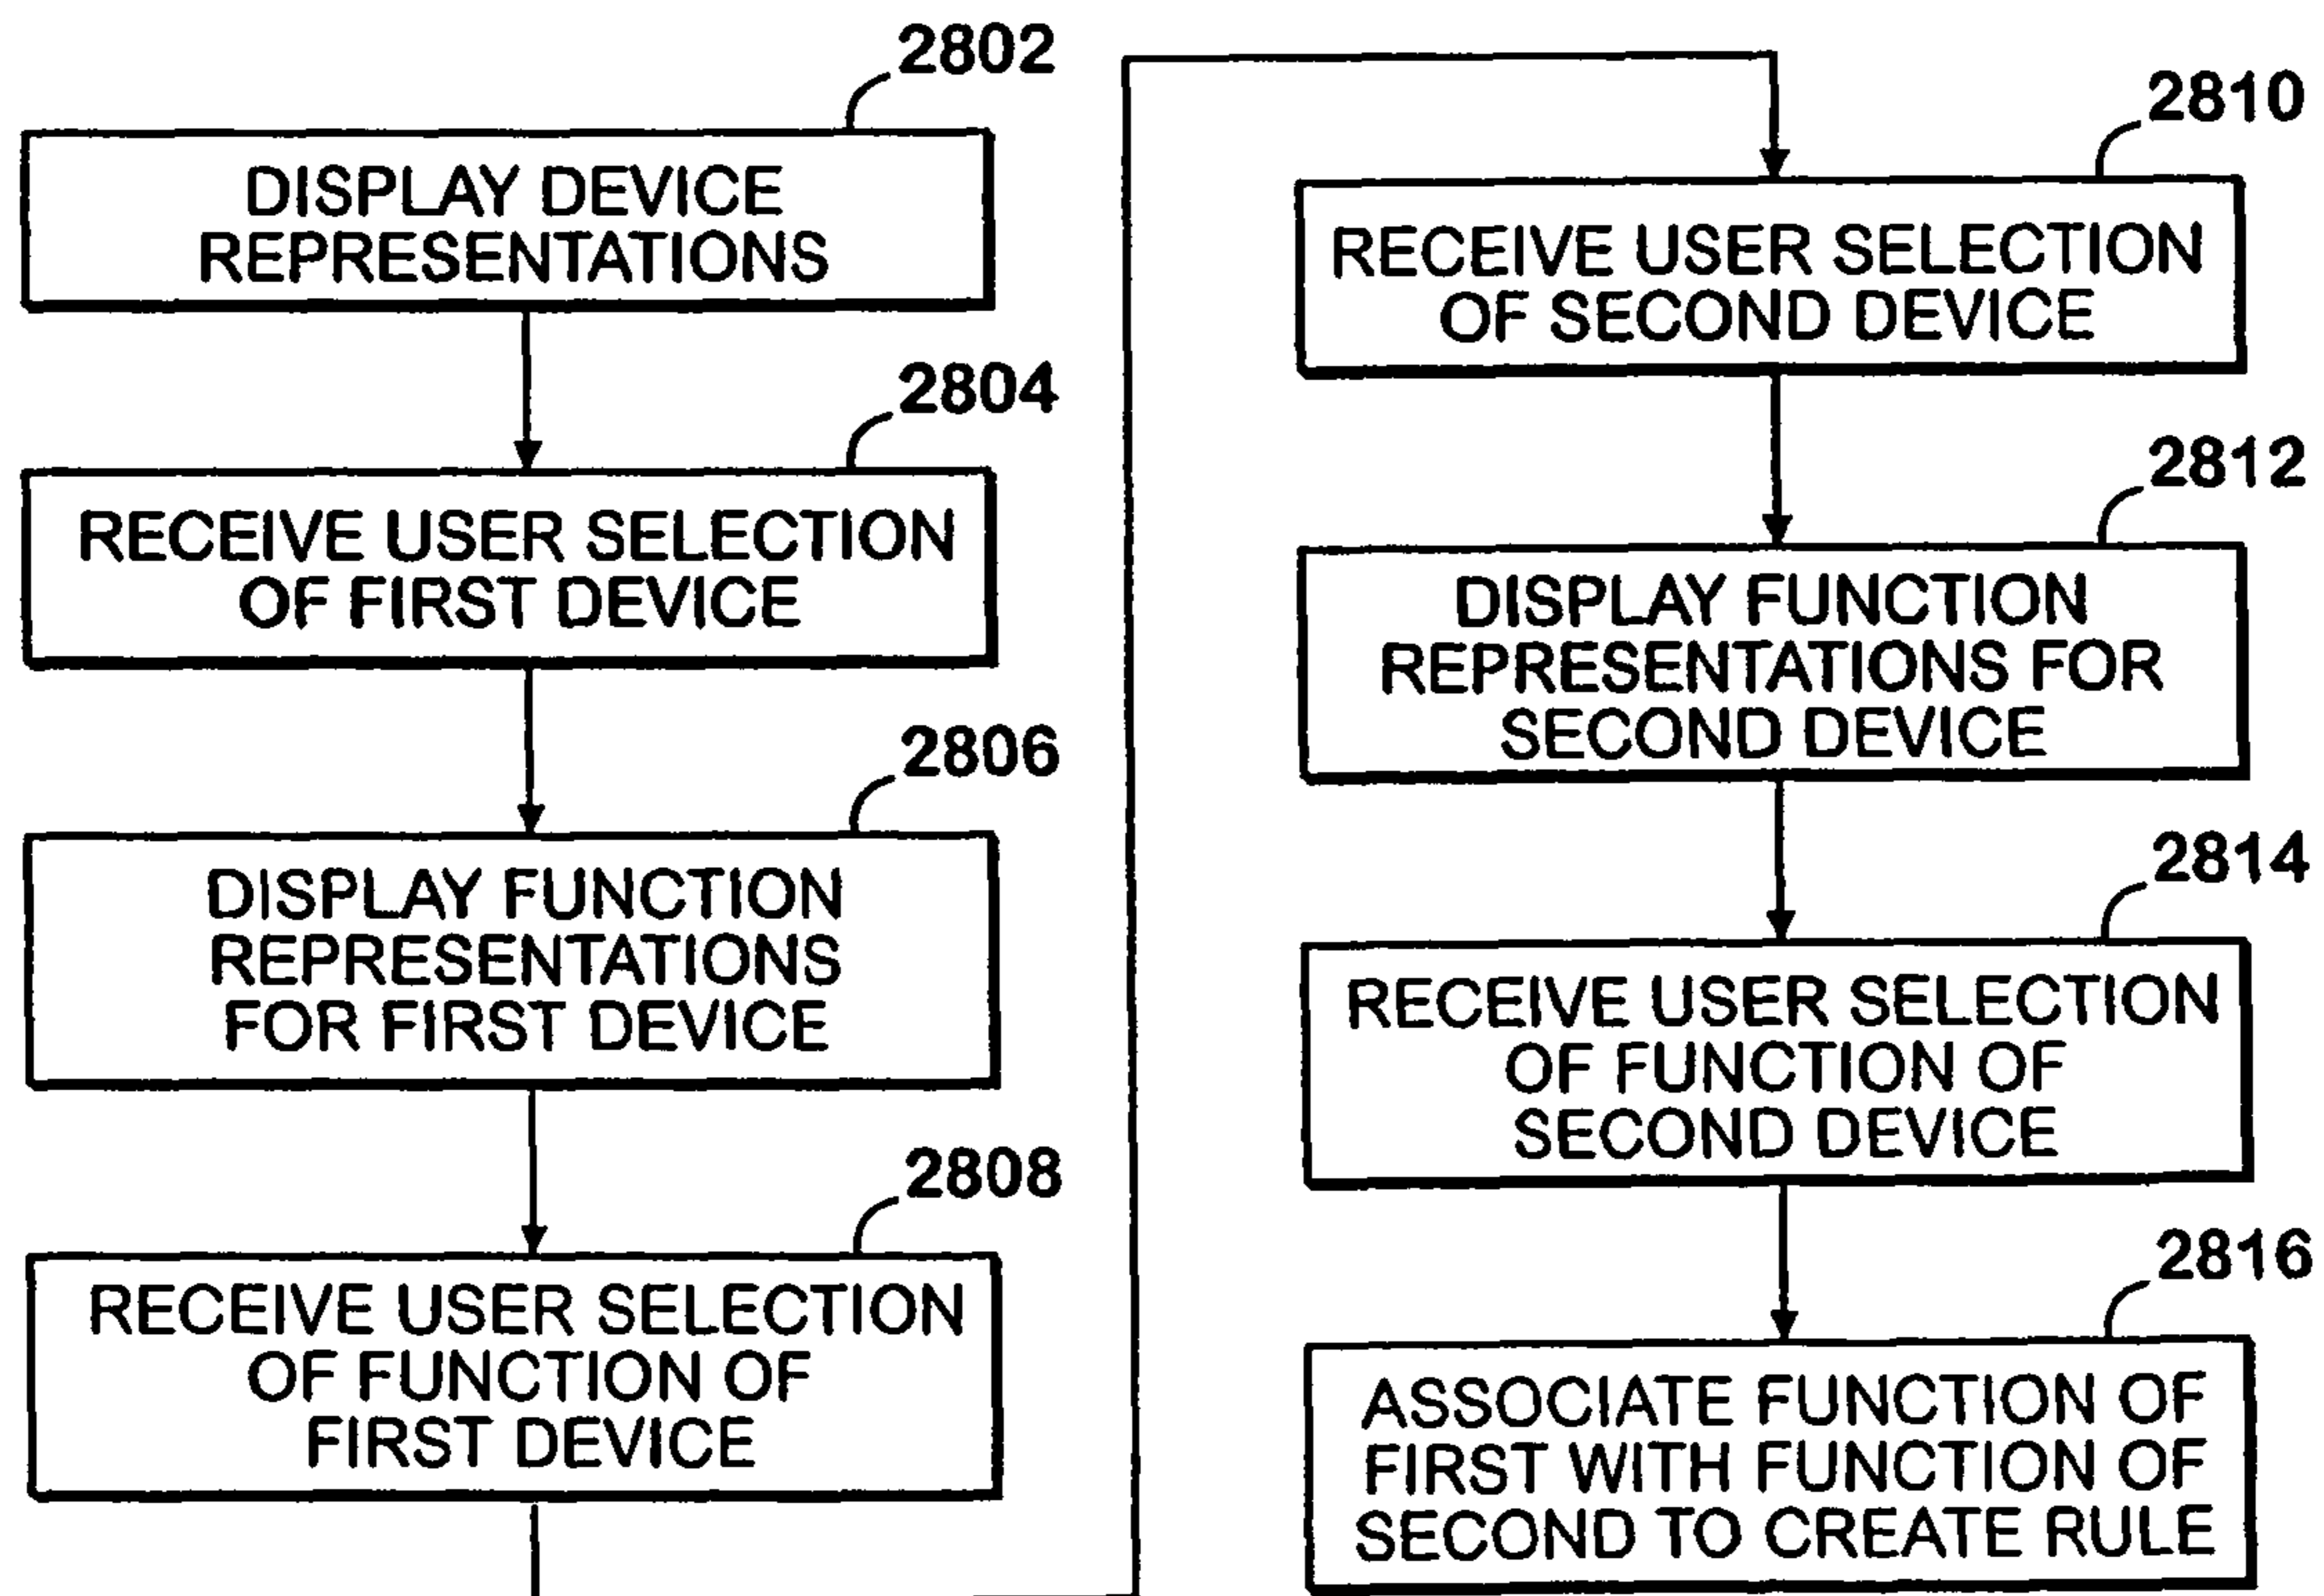 2802
DISPLAY DEVICE
REPRESENTATIONS
2804
RECEIVE USER SELECTION
OF FIRST DEVICE
2806
DISPLAY FUNCTION
REPRESENTATIONS
FOR FIRST DEVICE
2808
RECEIVE USER SELECTION
OF FUNCTION OF
FIRST DEVICE
2810
RECEIVE USER SELECTION
OF SECOND DEVICE
2812
DISPLAY FUNCTION
REPRESENTATIONS FOR
SECOND DEVICE
2814
RECEIVE USER SELECTION
OF FUNCTION OF
SECOND DEVICE
2816
ASSOCIATE FUNCTION OF
FIRST WITH FUNCTION OF
SECOND TO CREATE RULE